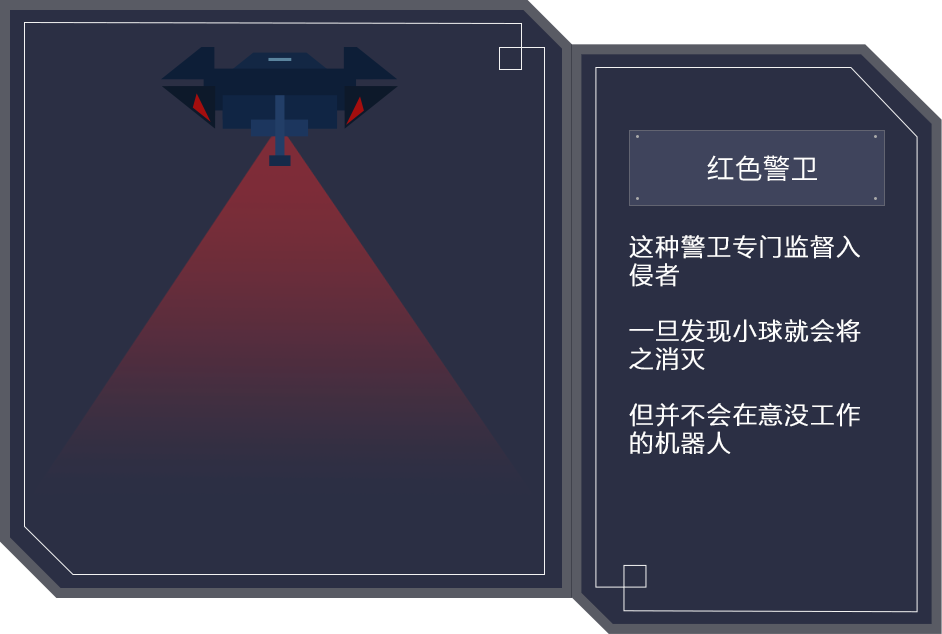 红色警卫
这种警卫专门监督入
侵者
一旦发现小球就会将
之消灭
但并不会在意没工作
的机器人